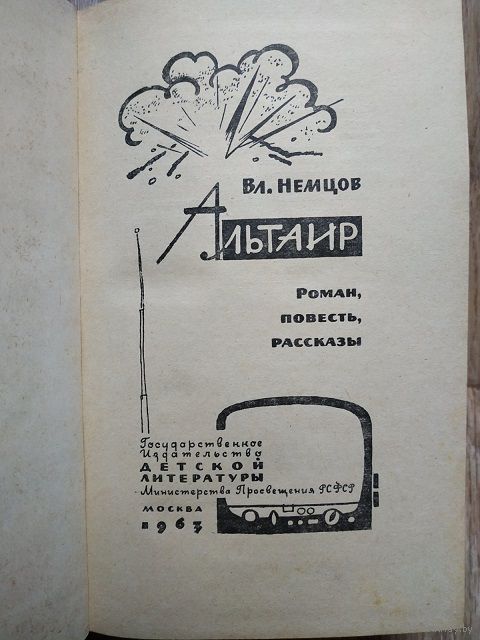 Вл. Немцов
Альтаир
Роман,
повесть,
рассказы
Государственное
Издательство
ДЕТСКОЙ
ЛИТЕРАТУРЫ
Министерства Просвещения РСФСР
МОСКВА
1963